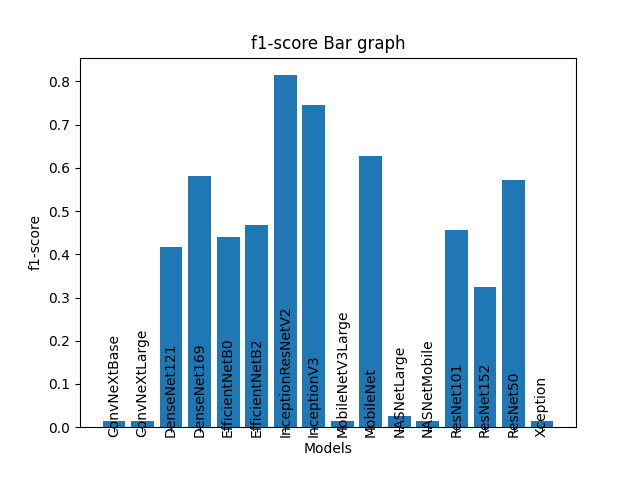 f1-score Bar graph
f1-score
0.8
0.7
0.6
0.5
0.4
0.3
0.2
0.1
0.0
ConvNeXtBase
ConvNeXtLarge
DenseNet121
DenseNet169
EfficientNetB0
EfficientNetB2
InceptionResNetV2
InceptionV3
MobileNetV3Large
MobileNet
NASNetLarge
NASNetMobile
ResNet101
ResNet152
ResNet50
Xception
Models